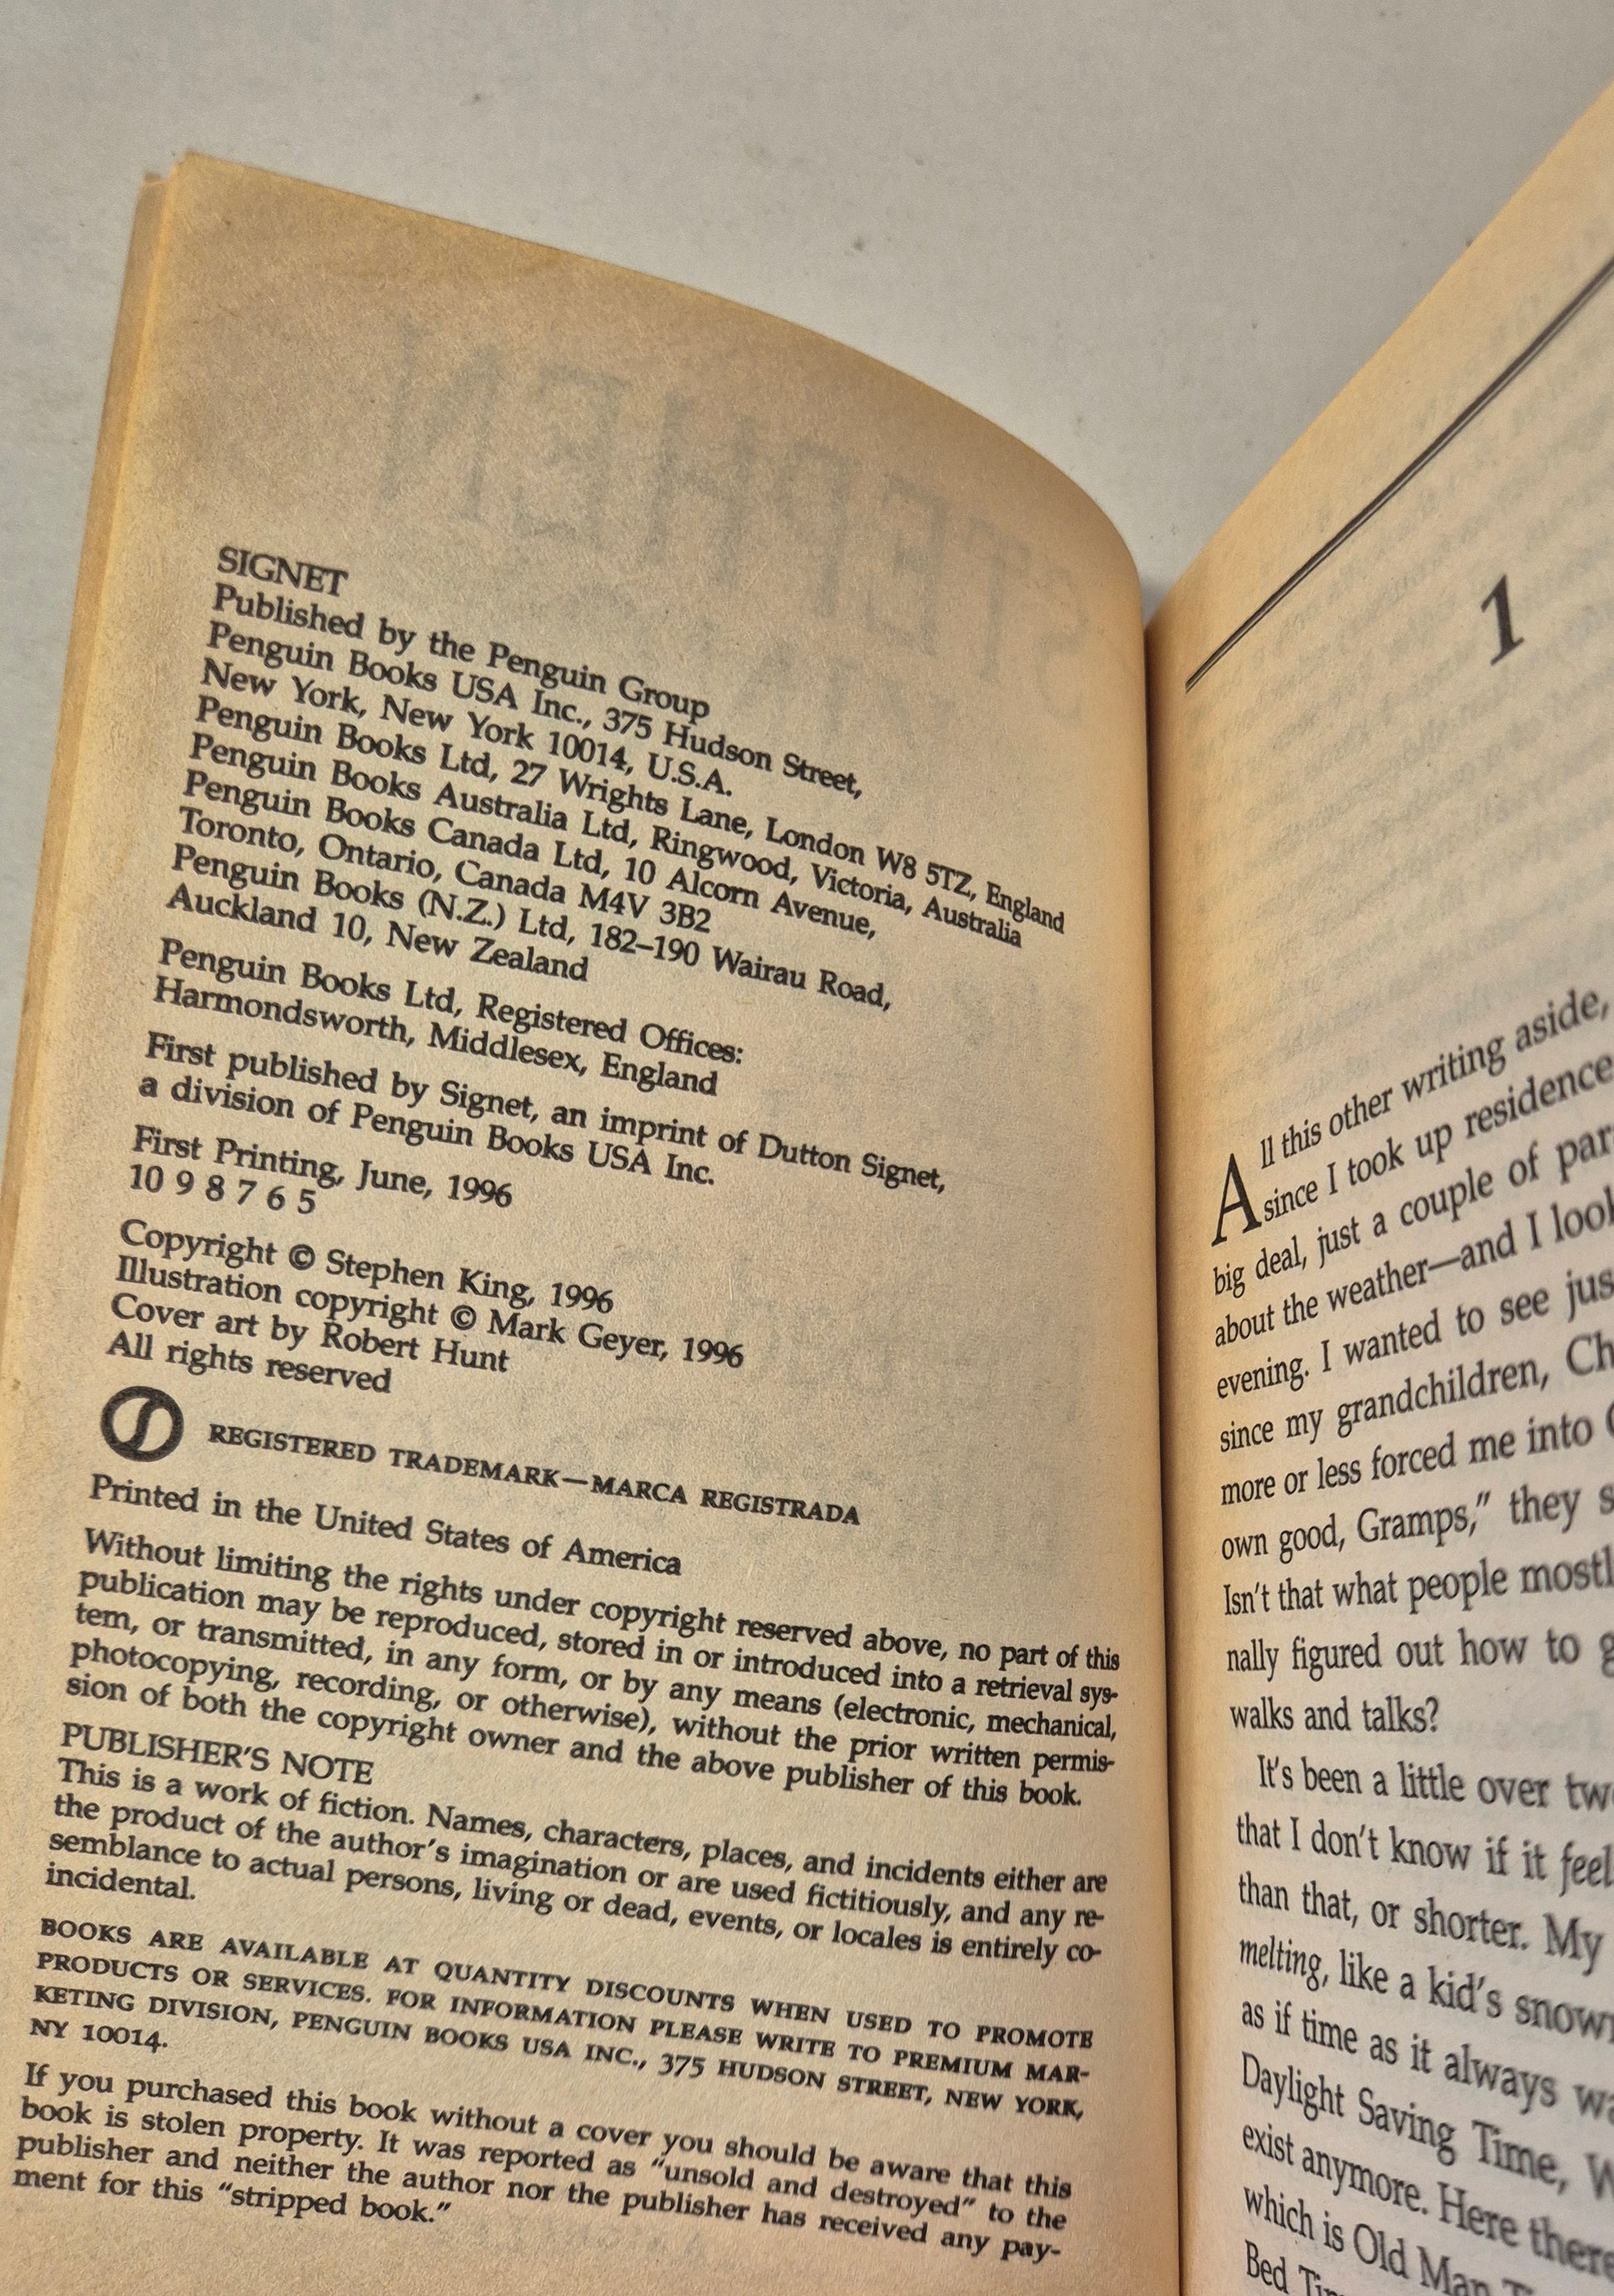 SIGNET
Published by the Penguin Group
Penguin Books USA Inc., 375 Hudson Street,
New York, New York 10014, U.S.A.
Penguin Books Ltd, 27 Wrights Lane, London W8 5TZ, England
Penguin Books Australia Ltd, Ringwood, Victoria, Australia
Penguin Books Canada Ltd, 10 Alcorn Avenue,
Toronto, Ontario, Canada M4V 3B2
Penguin Books (N.Z.) Ltd, 182–190 Wairau Road,
Auckland 10, New Zealand
Penguin Books Ltd, Registered Offices:
Harmondsworth, Middlesex, England
First published by Signet, an imprint of Dutton Signet,
a division of Penguin Books USA Inc.
First Printing, June, 1996
10 9 8 7 6 5
Copyright © Stephen King, 1996
Illustration copyright © Mark Geyer, 1996
Cover art by Robert Hunt
All rights reserved
REGISTERED TRADEMARK—MARCA REGISTRADA
Printed in the United States of America
Without limiting the rights under copyright reserved above, no part of this
publication may be reproduced, stored in or introduced into a retrieval sys-
tem, or transmitted, in any form, or by any means (electronic, mechanical,
photocopying, recording, or otherwise), without the prior written permis-
sion of both the copyright owner and the above publisher of this book.
PUBLISHER'S NOTE
This is a work of fiction. Names, characters, places, and incidents either are
the product of the author's imagination or are used fictitiously, and any re-
semblance to actual persons, living or dead, events, or locales is entirely co-
incidental.
BOOKS ARE AVAILABLE AT QUANTITY DISCOUNTS WHEN USED TO PROMOTE
PRODUCTS OR SERVICES. FOR INFORMATION PLEASE WRITE TO PREMIUM MAR-
KETING DIVISION, PENGUIN BOOKS USA INC., 375 HUDSON STREET, NEW YORK,
NY 10014.
If you purchased this book without a cover you should be aware that this
book is stolen property. It was reported as "unsold and destroyed" to the
publisher and neither the author nor the publisher has received any pay-
ment for this "stripped book."
1
All this other writing aside,
since I took up residence
big deal, just a couple of
about the weather—and I
evening. I wanted to see
since my grandchildren,
more or less forced me into
own good, Gramps," they
Isn't that what people
nally figured out how to
walks and talks?
It's been a little over
that I don't know if it
than that, or shorter. My
melting, like a kid's
as if time as it always
Daylight Saving Time,
exist anymore. Here
which is Old Man
Bed